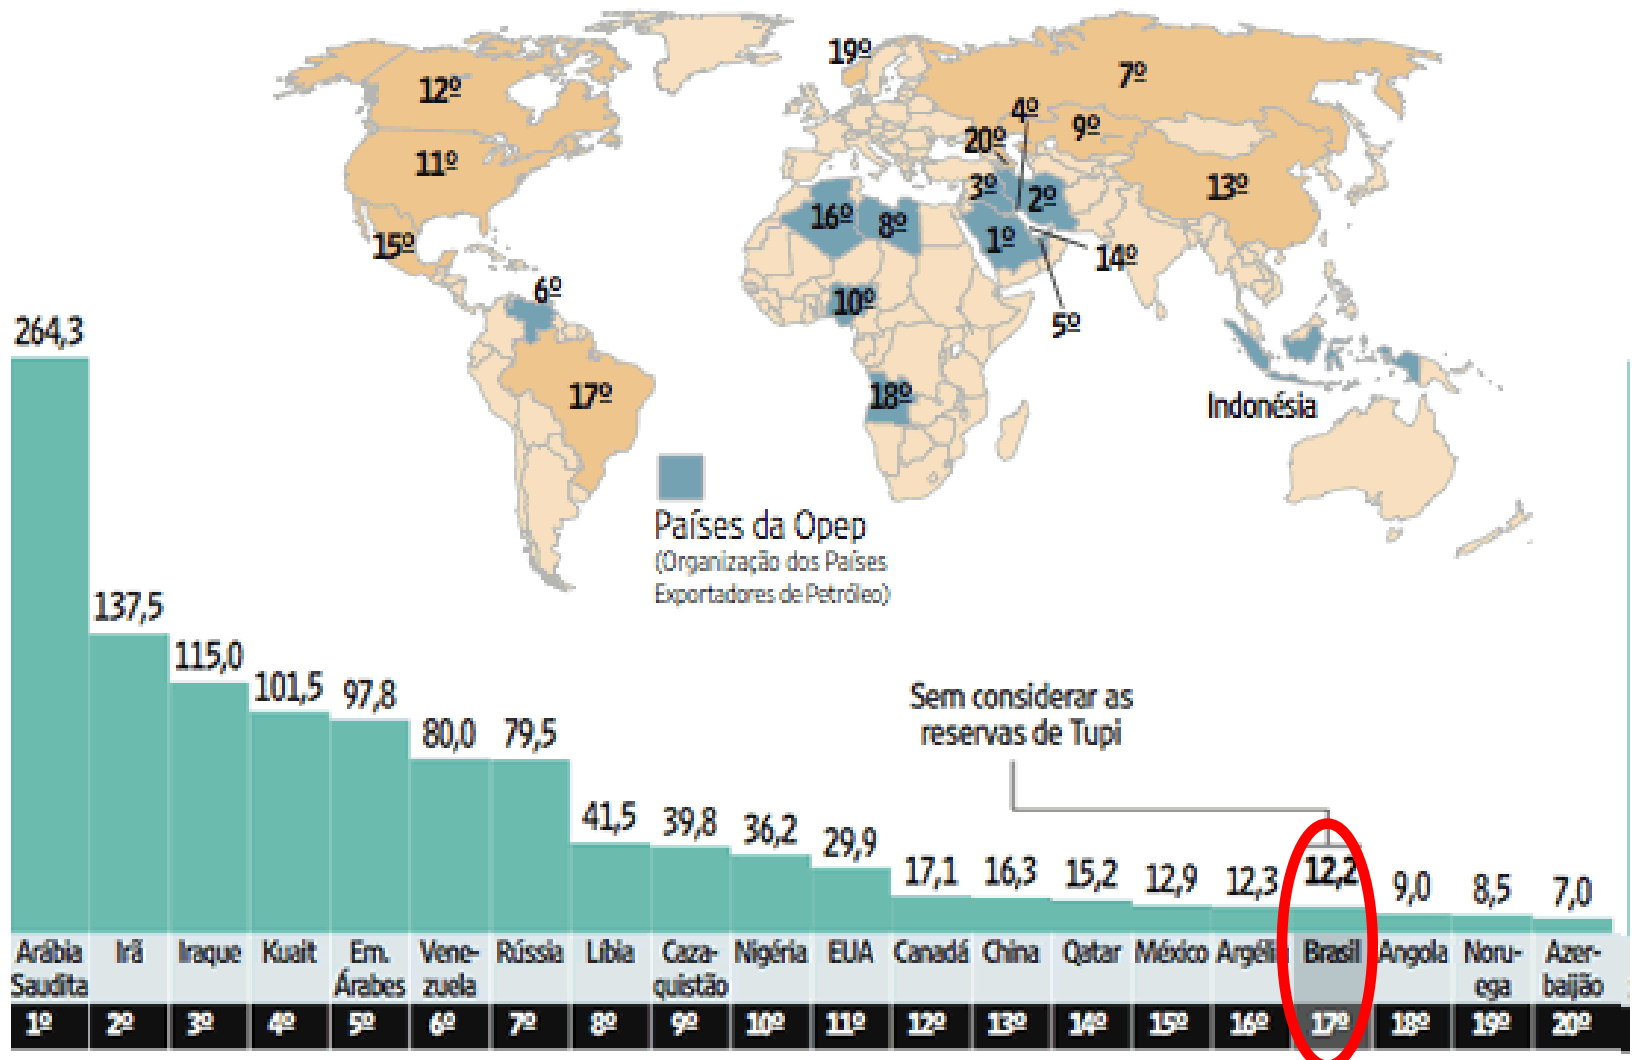 19º
12º
7º
4º
9º
20º
11º
13º
3º
2º
16º
8º
1º
15º
14º
6º
10º
5º
17º
18º
Indonésia
Países da Opep
(Organização dos Países
Exportadores de Petróleo)
Sem considerar as
reservas de Tupi
264,3
137,5
115,0
101,5
97,8
80,0
79,5
41,5
39,8
36,2
29,9
17,1
16,3
15,2
12,9
12,3
12,2
9,0
8,5
7,0
Arábia
Saudita
Irã
Iraque
Kuait
Em.
Árabes
Vene-
zuela
Rússia
Líbia
Caza-
quistão
Nigéria
EUA
Canadá
China
Qatar
México
Argélia
Brasil
Angola
Noru-
ega
Azer-
baijão
1º 2º 3º 4º 5º 6º 7º 8º 9º 10º 11º 12º 13º 14º 15º 16º 17º 18º 19º 20º